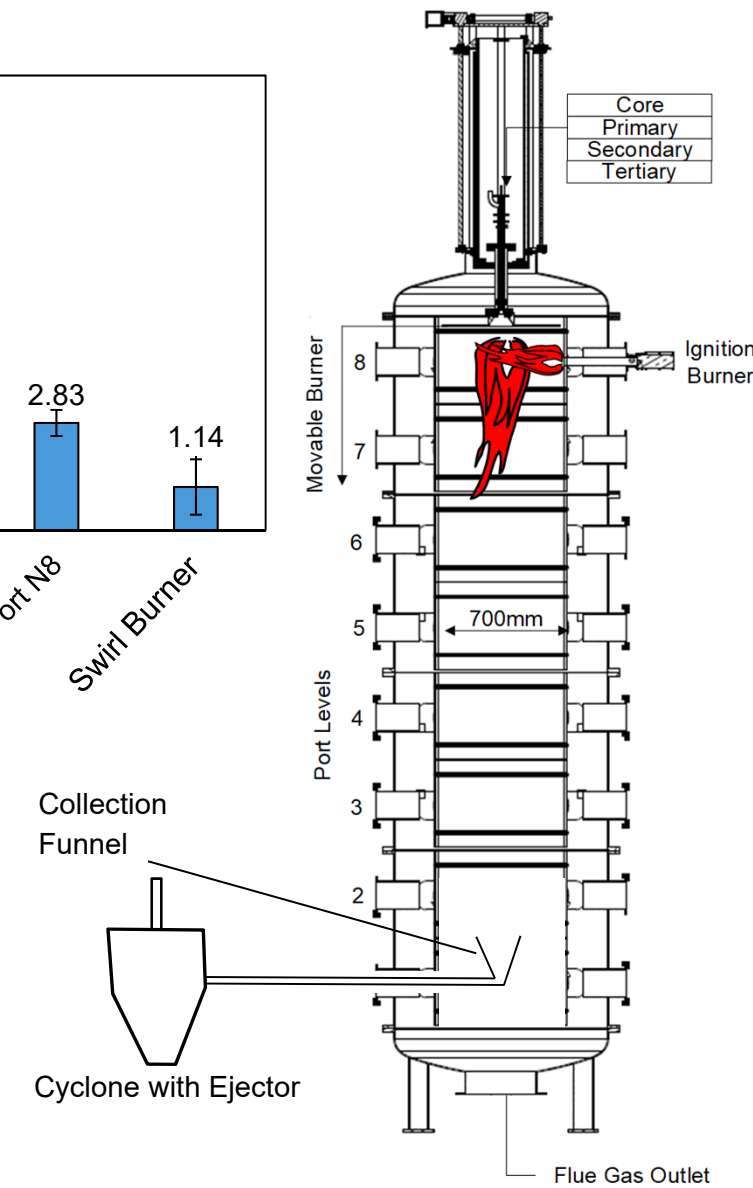 Core
Primary
Secondary
Tertiary
Movable Burner
8
Ignition
Burner
7
2.83
1.14
6
ort N8
Swirl Burner
5
700mm
Port Levels
4
Collection
Funnel
3
2
Cyclone with Ejector
Flue Gas Outlet